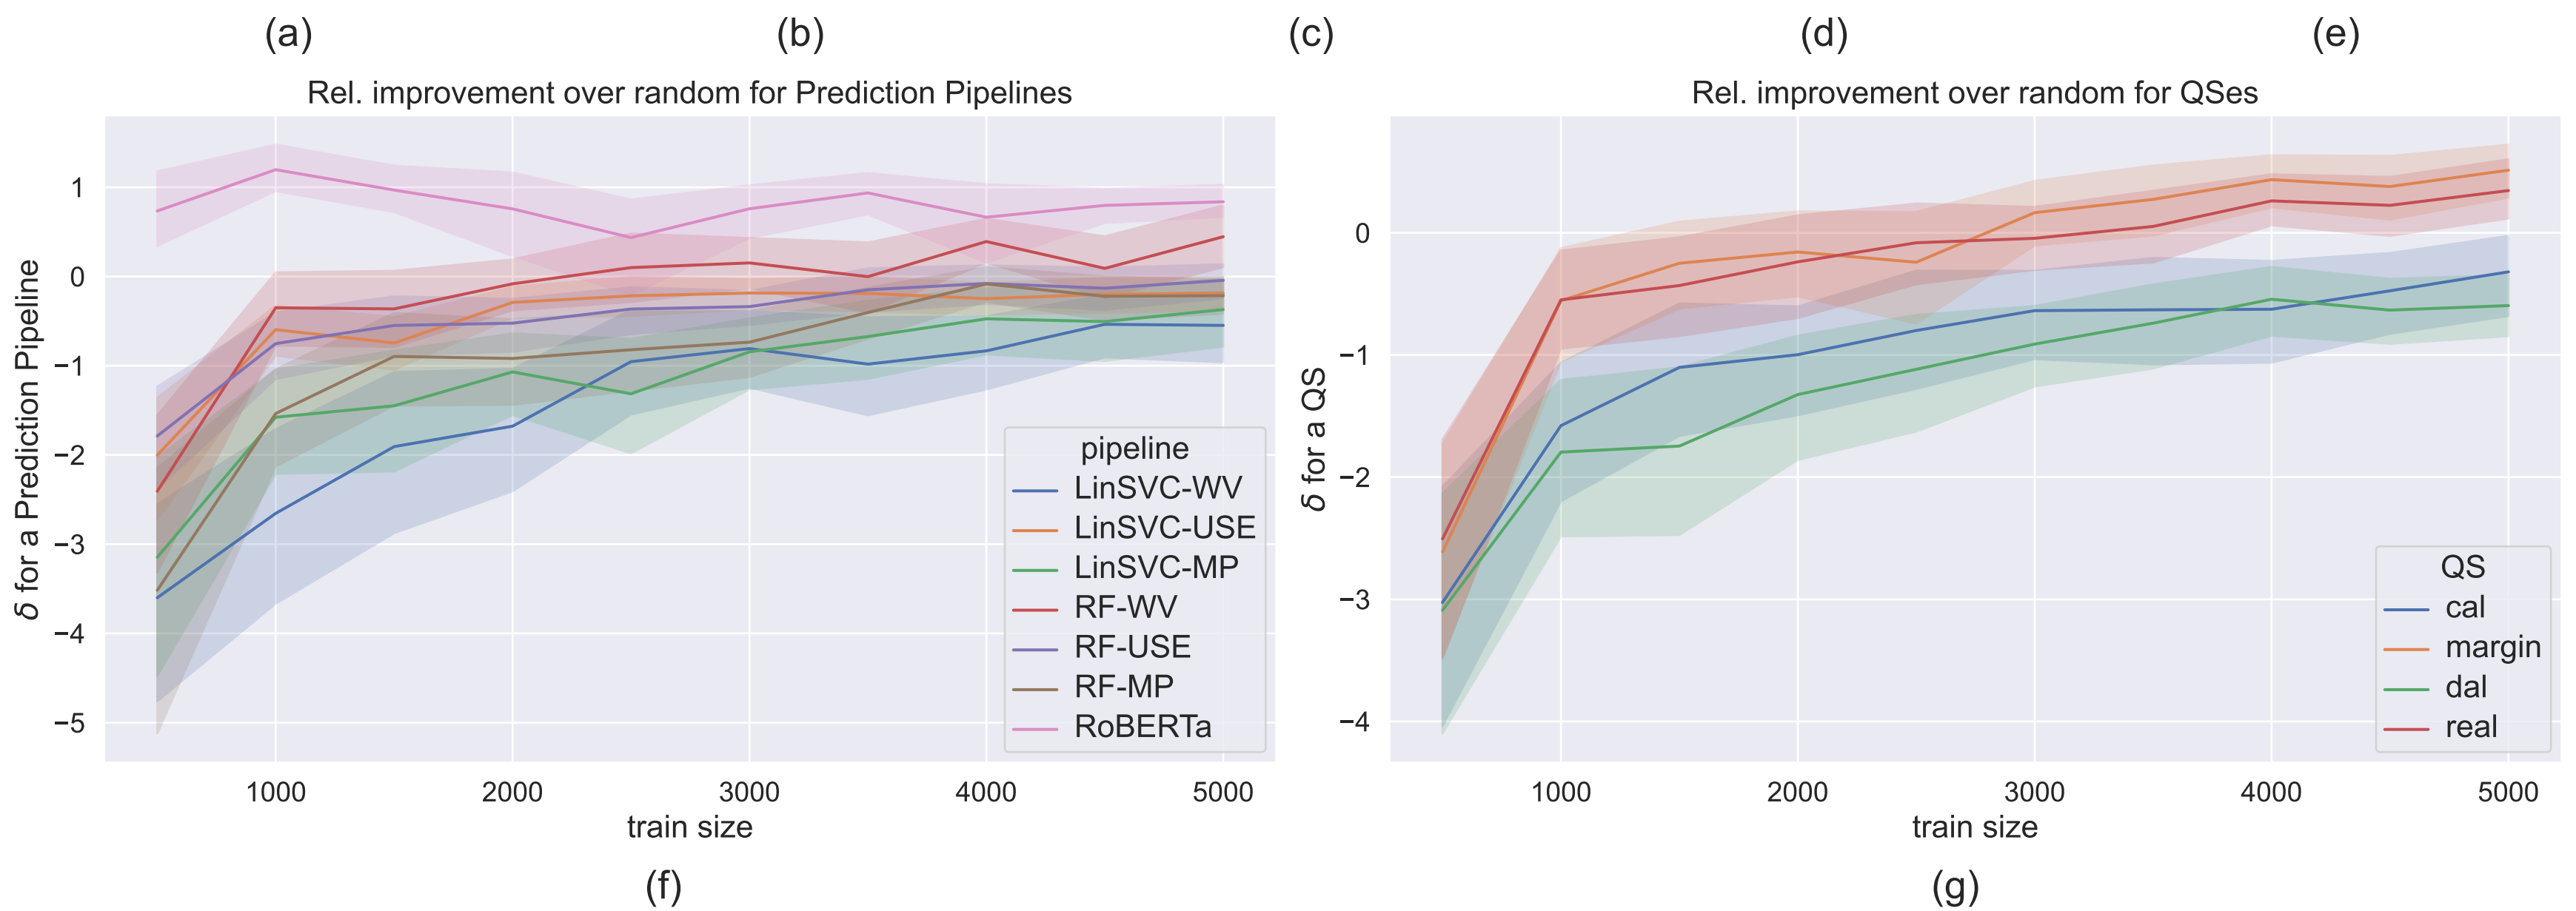 (a) (b) (c) (d) (e)
Rel. improvement over random for Prediction Pipelines
δ for a Prediction Pipeline
1
0
−1
−2
−3
−4
−5
pipeline
LinSVC-WV
LinSVC-USE
LinSVC-MP
RF-WV
RF-USE
RF-MP
RoBERTa
1000 2000 3000 4000 5000
train size
(f)
Rel. improvement over random for QSes
δ for a QS
0
−1
−2
−3
−4
QS
cal
margin
dal
real
1000 2000 3000 4000 5000
train size
(g)